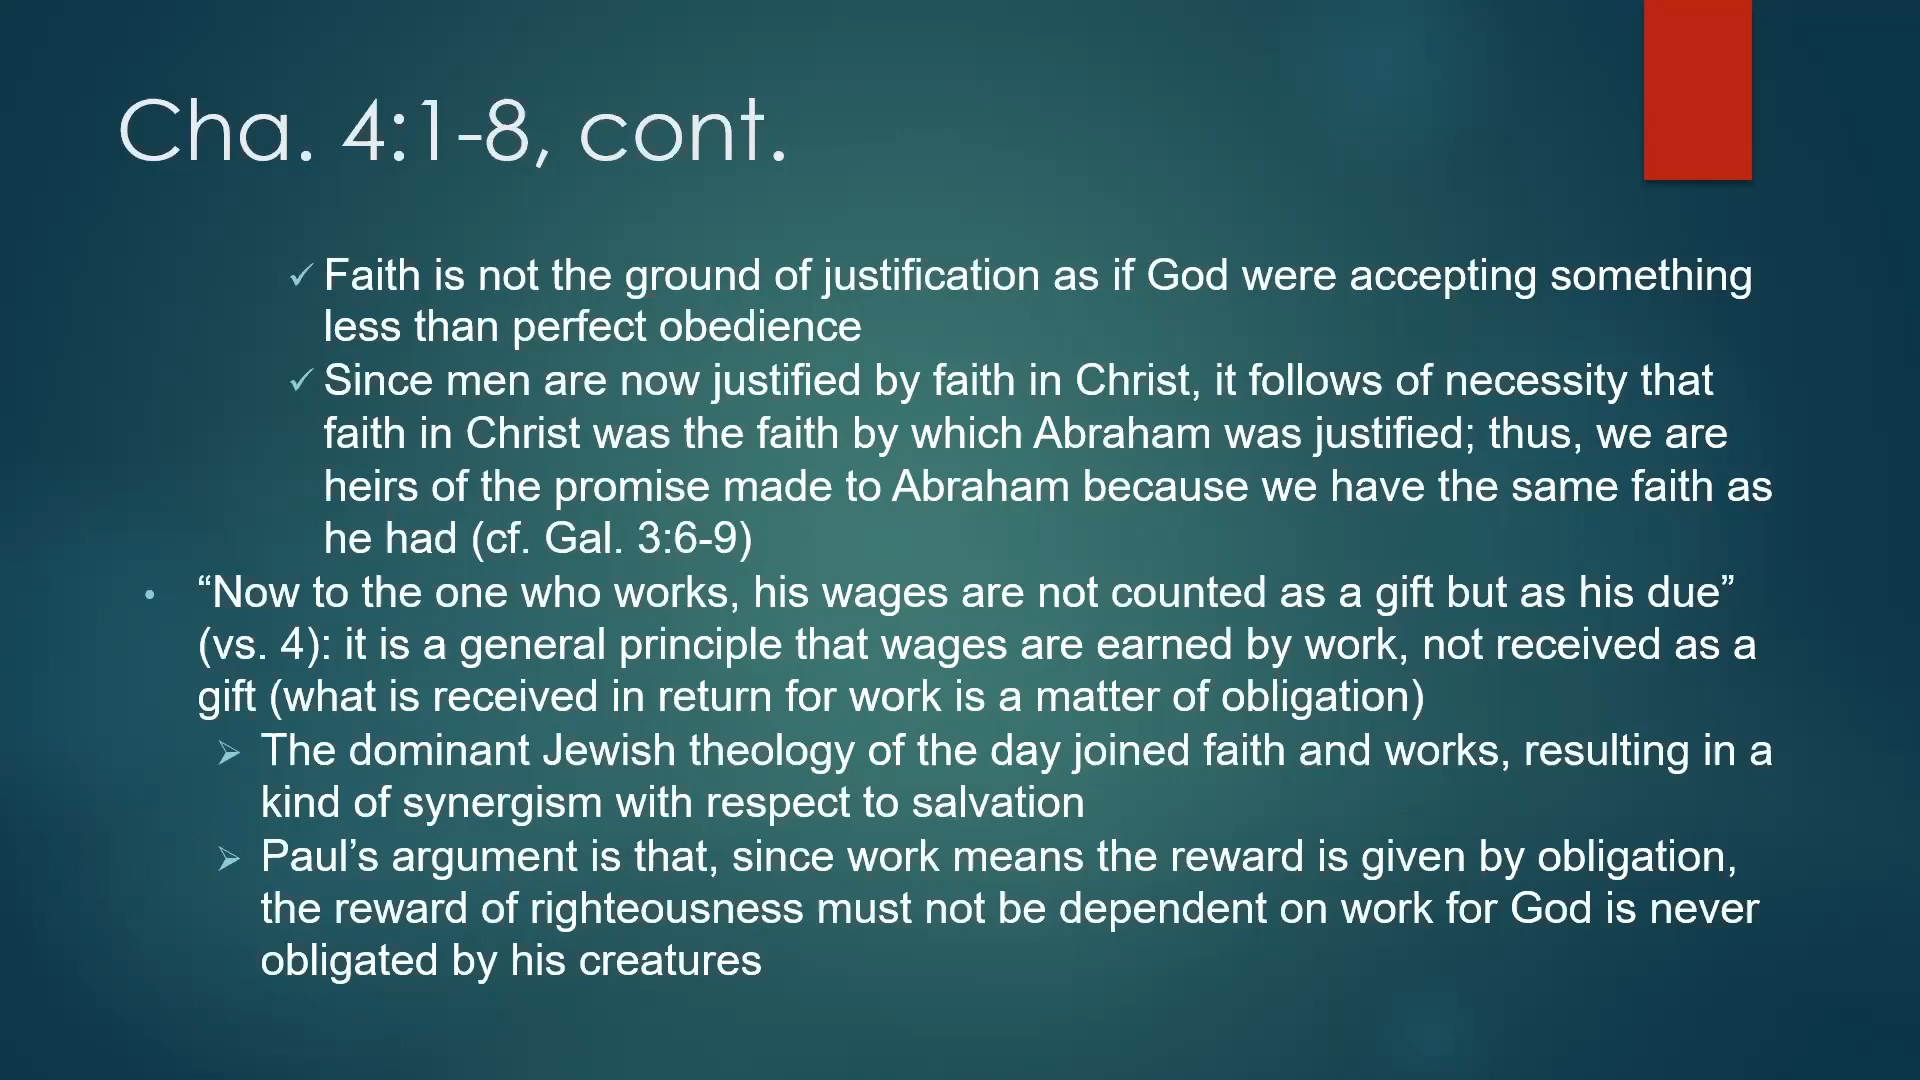 Cha. 4:1-8, cont.
✓ Faith is not the ground of justification as if God were accepting something
less than perfect obedience
✓ Since men are now justified by faith in Christ, it follows of necessity that
faith in Christ was the faith by which Abraham was justified; thus, we are
heirs of the promise made to Abraham because we have the same faith as
he had (cf. Gal. 3:6-9)
• “Now to the one who works, his wages are not counted as a gift but as his due”
(vs. 4): it is a general principle that wages are earned by work, not received as a
gift (what is received in return for work is a matter of obligation)
➢ The dominant Jewish theology of the day joined faith and works, resulting in a
kind of synergism with respect to salvation
➢ Paul’s argument is that, since work means the reward is given by obligation,
the reward of righteousness must not be dependent on work for God is never
obligated by his creatures